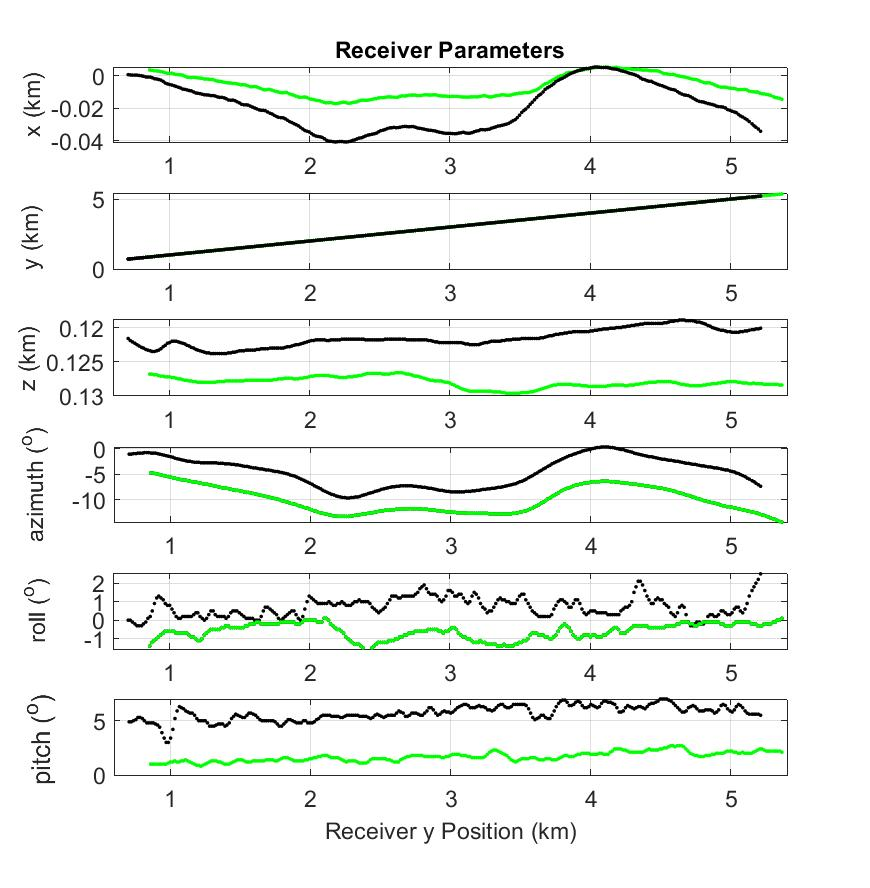 Receiver Parameters
x (km)
0
-0.02
-0.04
1 2 3 4 5
y (km)
5
0
1 2 3 4 5
z (km)
0.12
0.125
0.13
1 2 3 4 5
azimuth (o)
0
-5
-10
1 2 3 4 5
roll (o)
2
1
0
-1
1 2 3 4 5
pitch (o)
5
0
1 2 3 4 5
Receiver y Position (km)